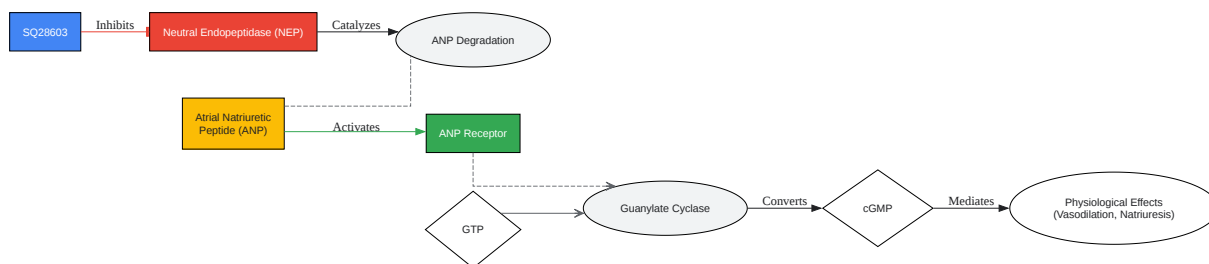 SQ28603
Inhibits
Neutral Endopeptidase (NEP)
Catalyzes
ANP Degradation
Atrial Natriuretic
Peptide (ANP)
Activates
ANP Receptor
GTP
Guanylate Cyclase
Converts
cGMP
Mediates
Physiological Effects
(Vasodilation, Natriuresis)